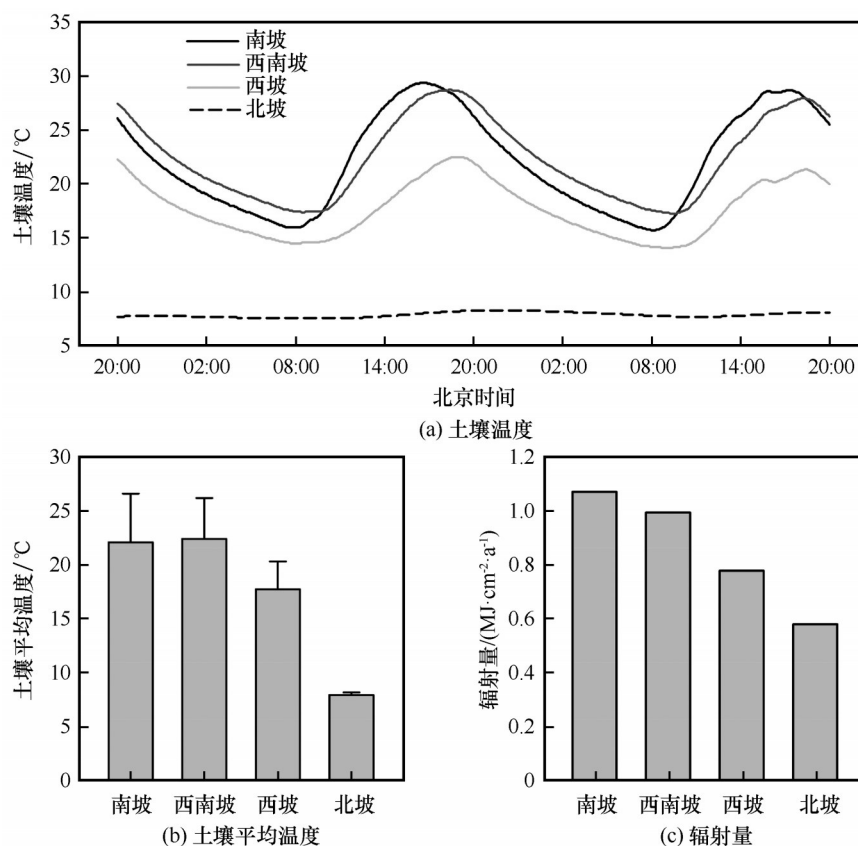 35
30
25
20
15
10
5
土壤温度/℃
南坡
西南坡
西坡
北坡
20:00 02:00 08:00 14:00 20:00 02:00 08:00 14:00 20:00
北京时间
(a) 土壤温度
30
25
20
15
10
5
0
土壤平均温度/℃
南坡 西南坡 西坡 北坡
(b) 土壤平均温度
1.2
1.0
0.8
0.6
0.4
0.2
0
辐射量/(MJ·cm⁻²·a⁻¹)
南坡 西南坡 西坡 北坡
(c) 辐射量